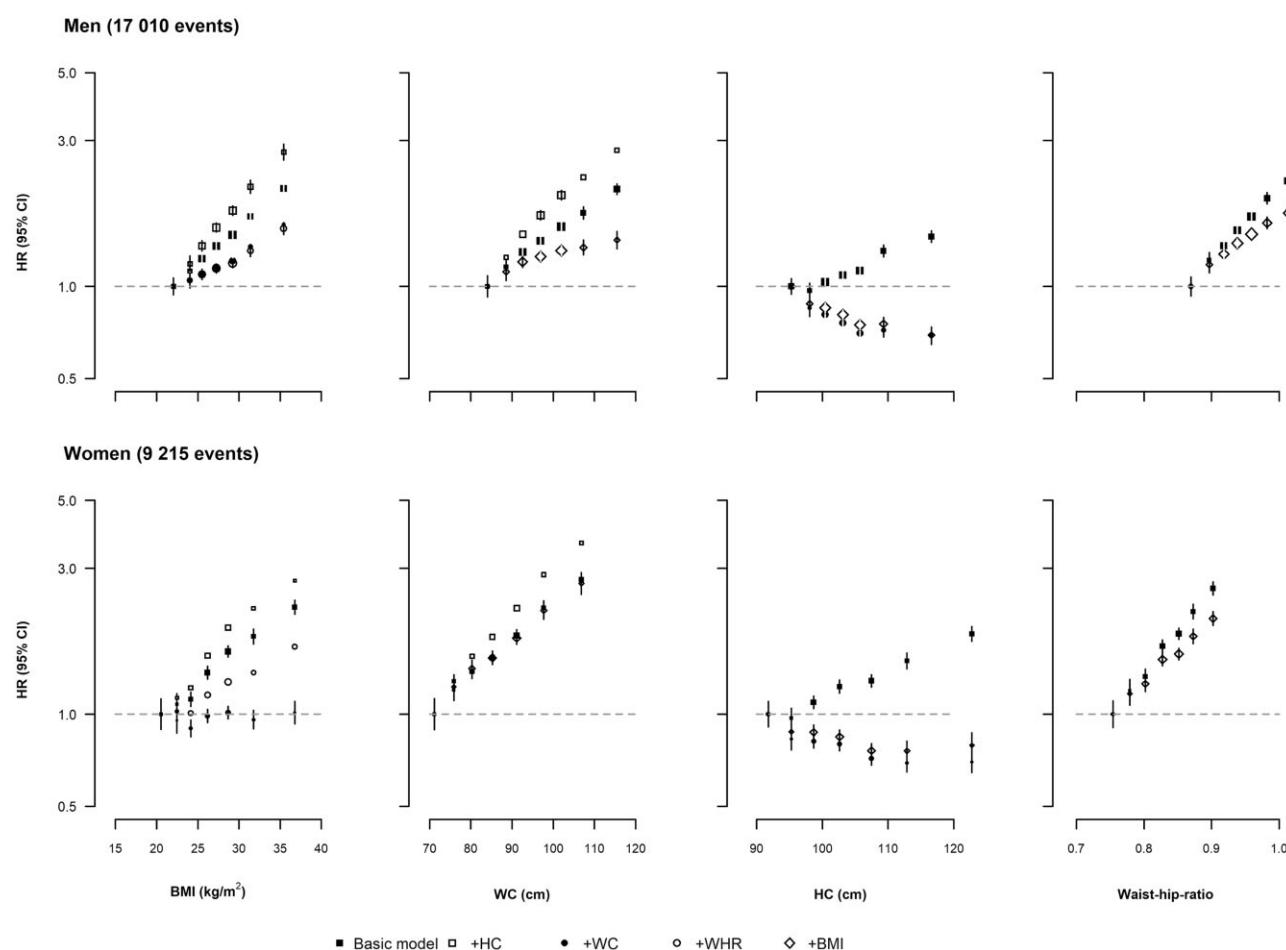 Men (17 010 events)
HR (95% CI)
5.0
3.0
1.0
0.5
15 20 25 30 35 40
70 80 90 100 110 120
90 100 110 120
0.7 0.8 0.9 1.0
Women (9 215 events)
HR (95% CI)
5.0
3.0
1.0
0.5
BMI (kg/m²)
WC (cm)
HC (cm)
Waist-hip-ratio
Basic model +HC +WC +WHR +BMI